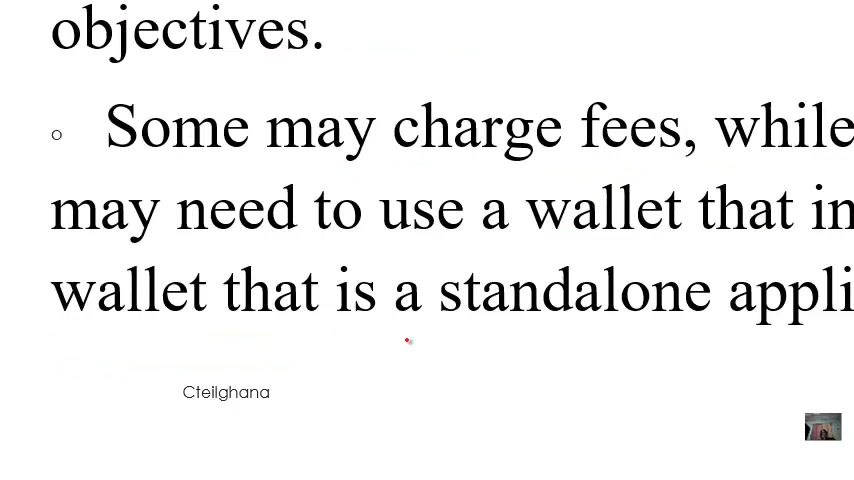 objectives.
○ Some may charge fees, while
may need to use a wallet that in
wallet that is a standalone appli
Cteilghana